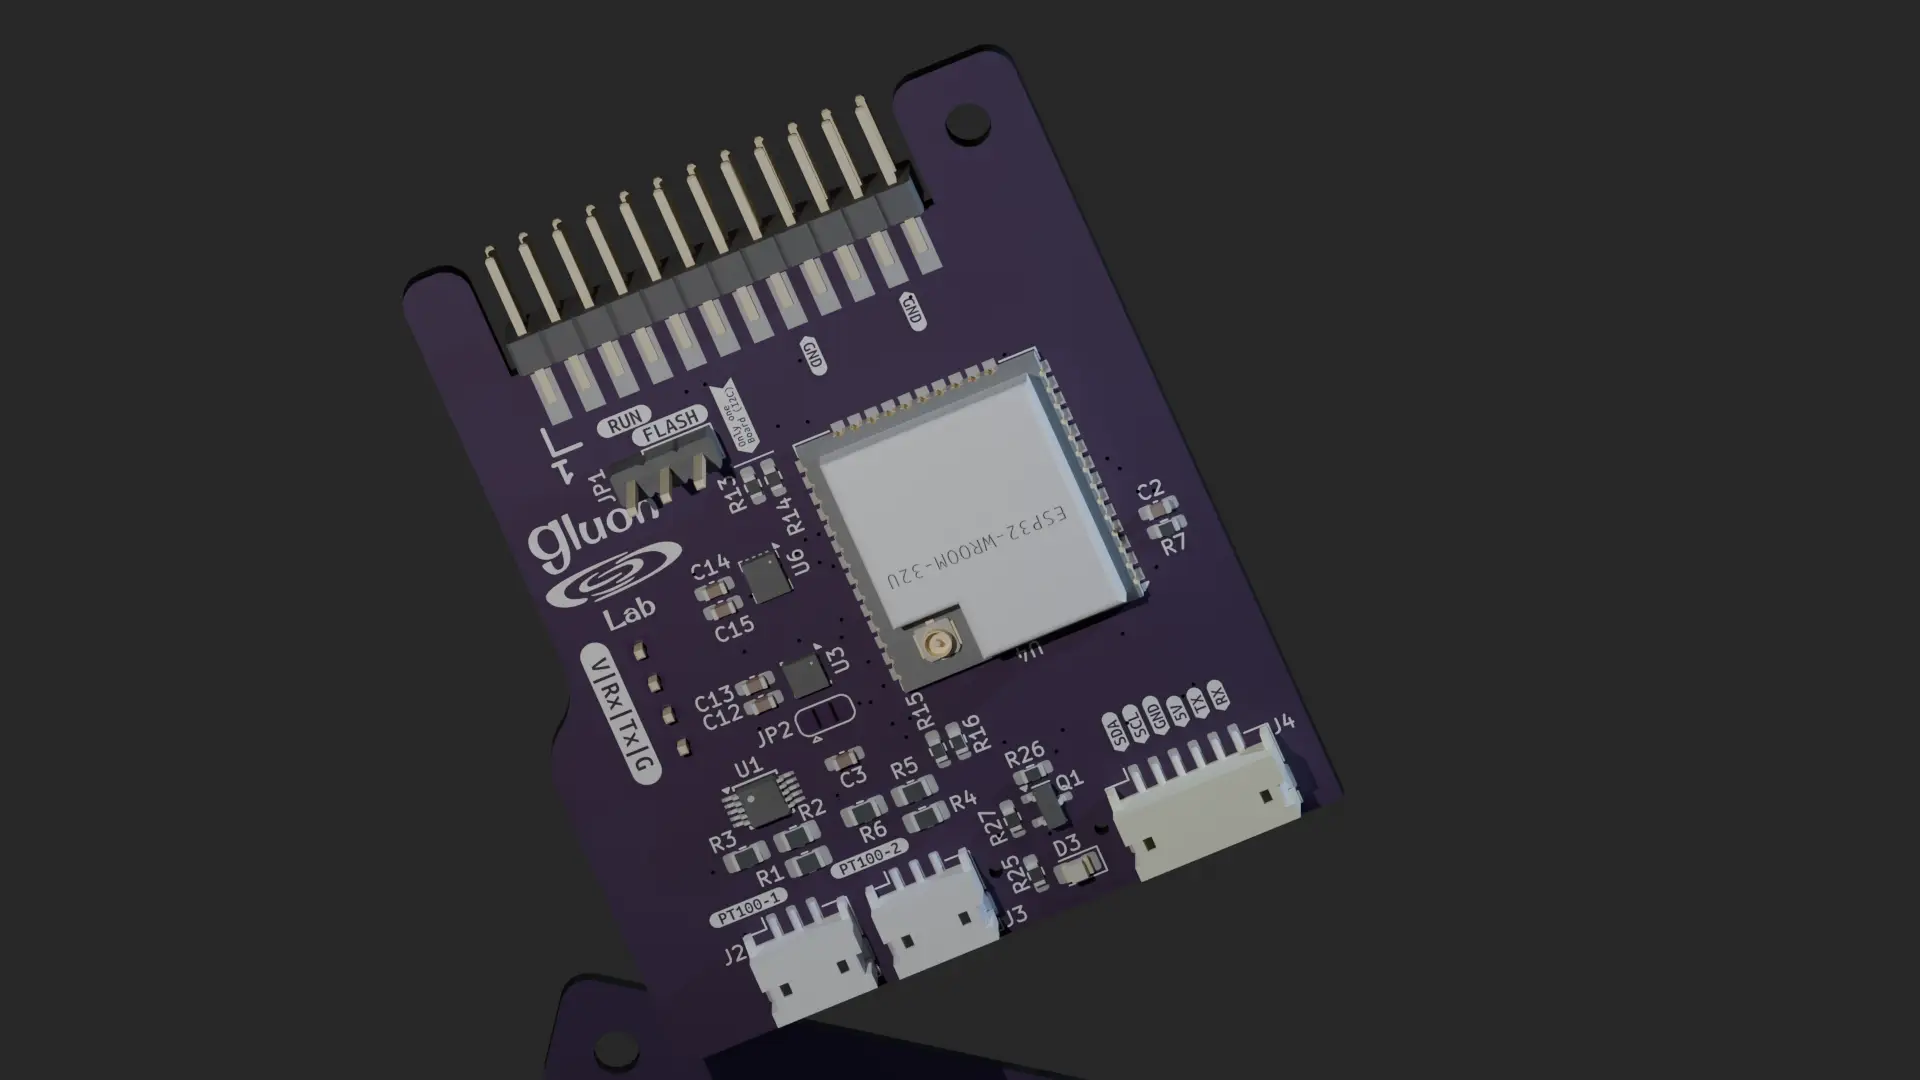 GND
GND
RUN
FLASH
Only one
Board (I2C)
1
JP1
R13
R14
gluon
Lab
C14
C15
U6
ESP32-WROOM-32U
C2
R7
U4
V|Rx|Tx|G
C13
C12
U3
JP2
R15
R16
SDA
SCL
GND
5V
TX
RX
J4
U1
C3
R5
R26
Q1
R2
R4
R3
R6
R27
R1
PT100-2
D3
R25
PT100-1
J2
J3